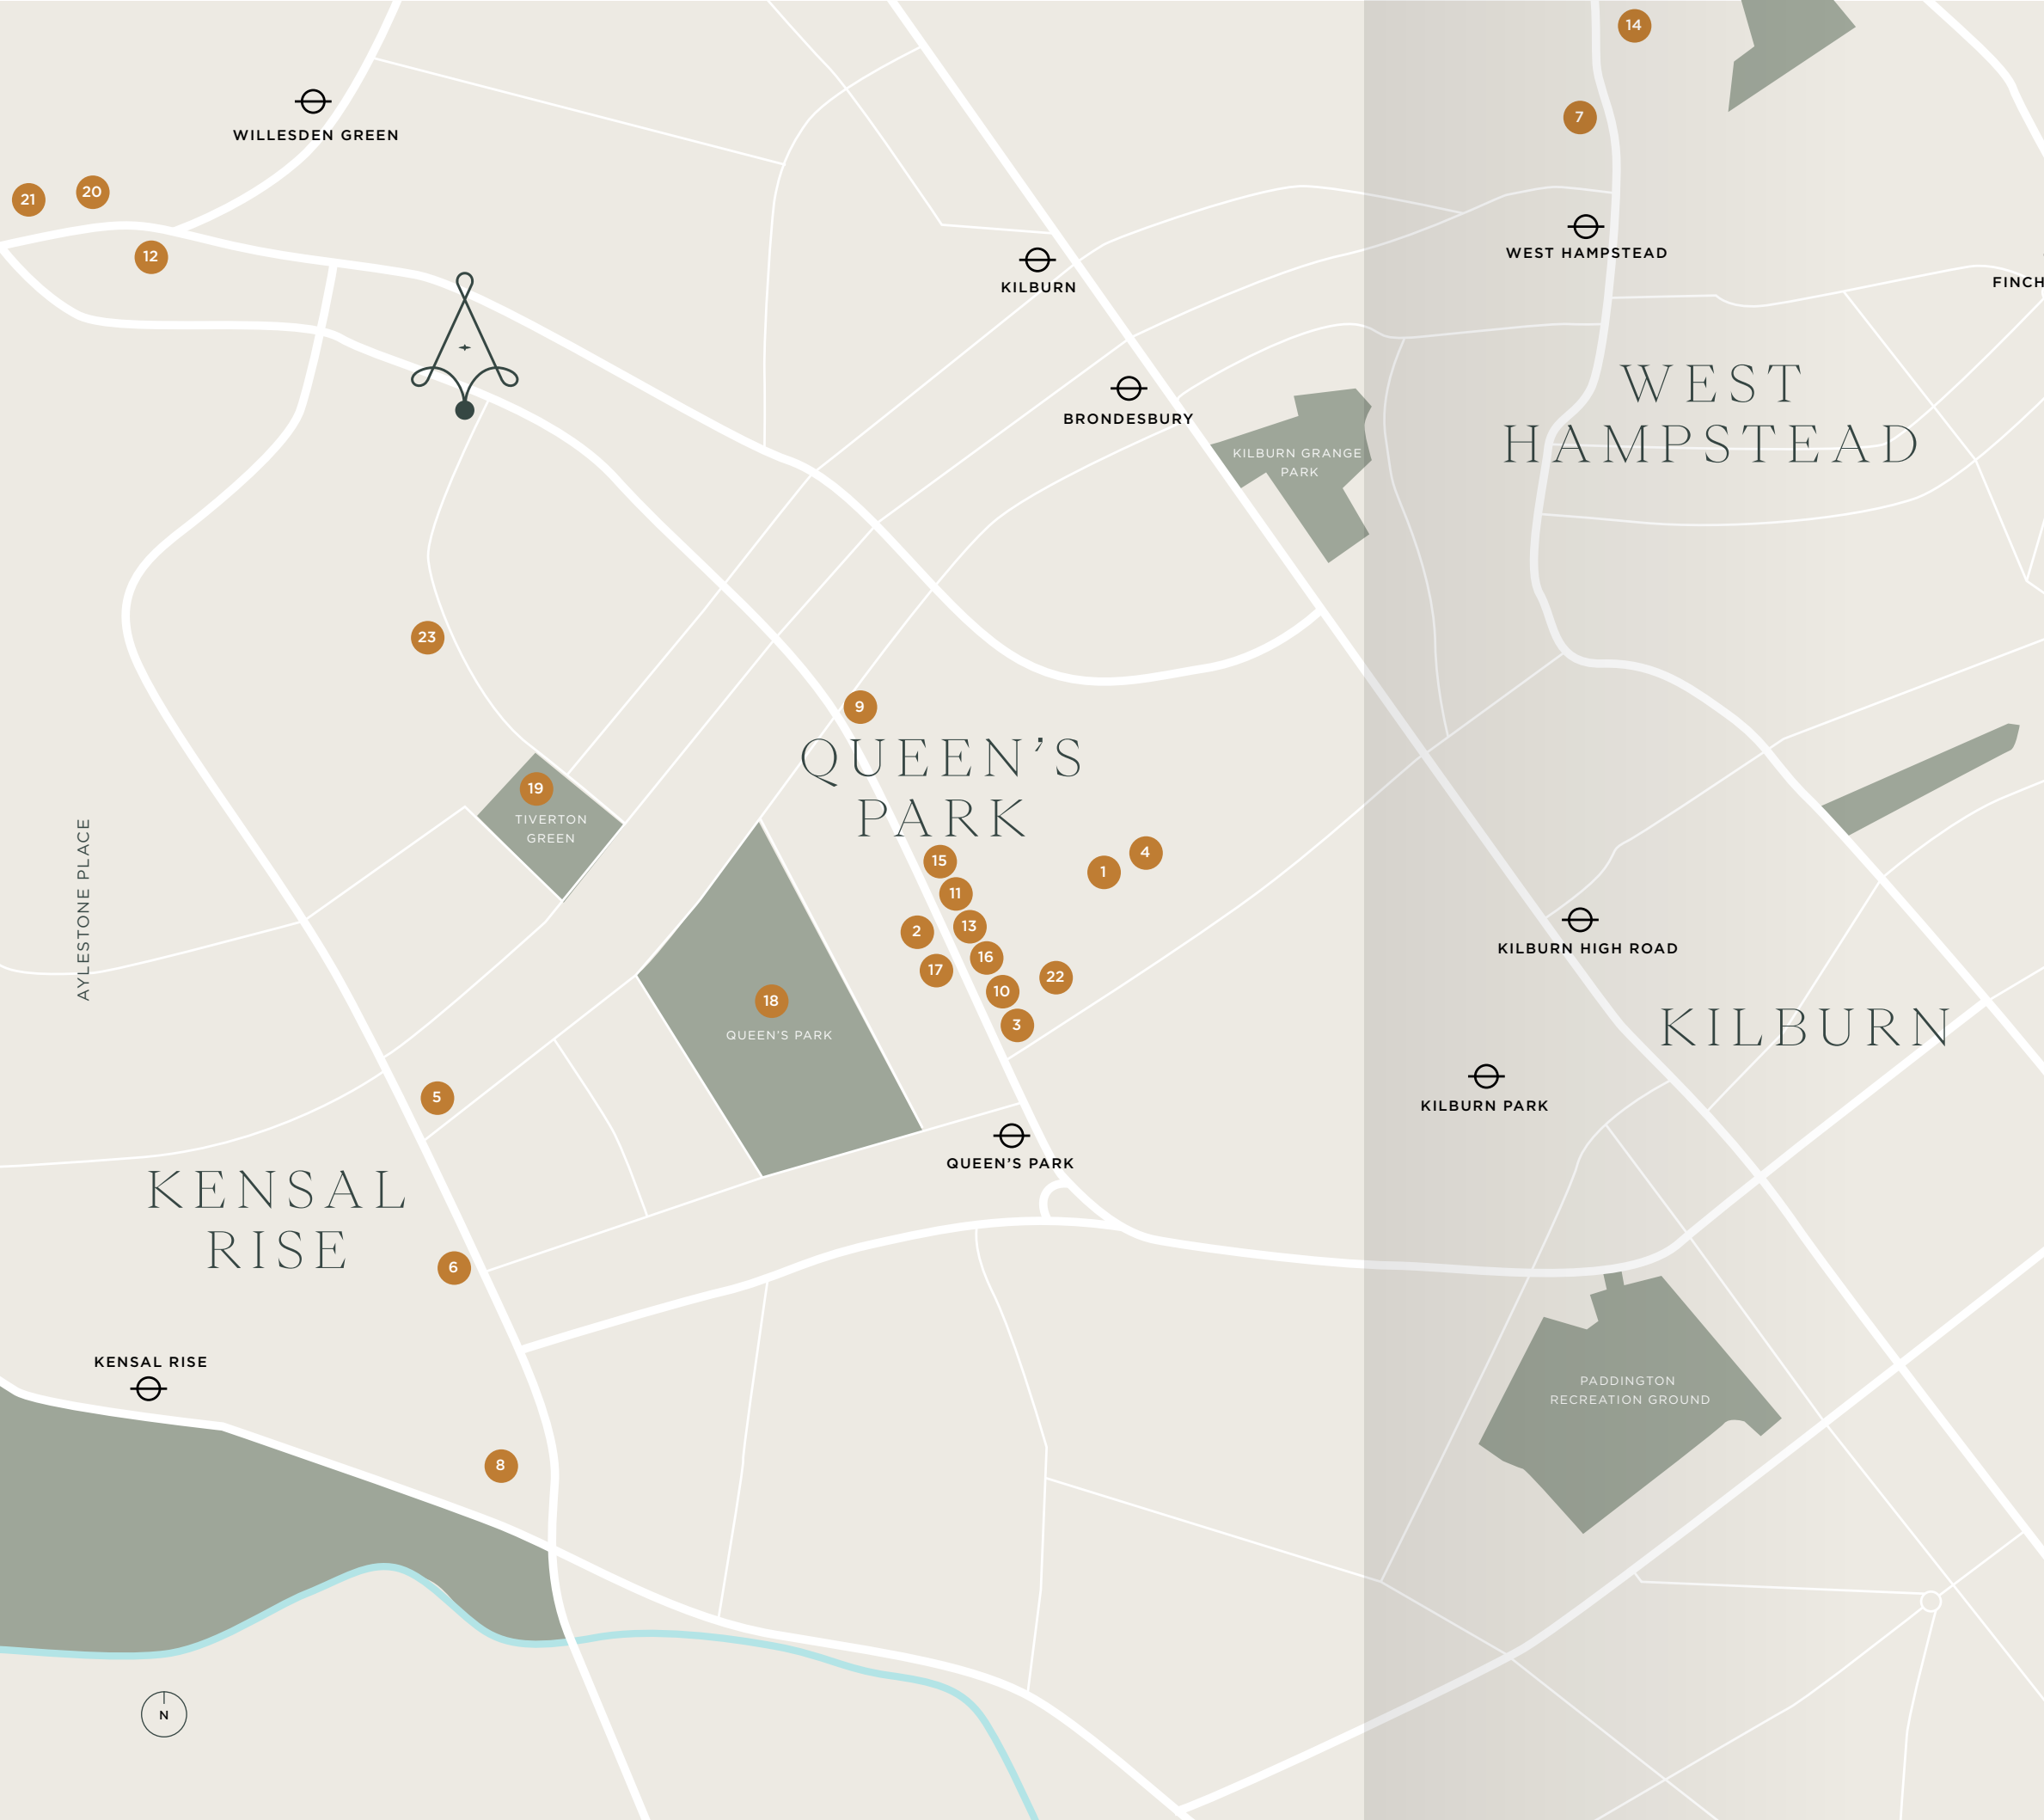 14
7
WILLESDEN GREEN
21
20
12
WEST HAMPSTEAD
KILBURN
FINCH
BRONDESBURY
WEST
HAMPSTEAD
KILBURN GRANGE
PARK
23
9
QUEEN'S
PARK
19
TIVERTON
GREEN
15
4
1
11
2
13
16
17
22
10
3
AYLESTONE PLACE
18
QUEEN'S PARK
KILBURN HIGH ROAD
KILBURN
5
KILBURN PARK
QUEEN'S PARK
KENSAL
RISE
6
KENSAL RISE
PADDINGTON
RECREATION GROUND
8
N